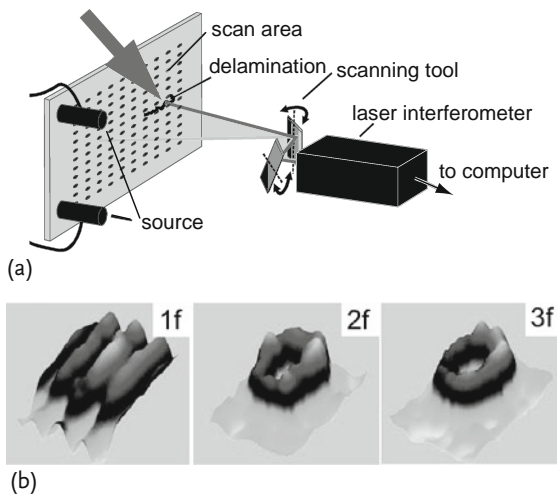 scan area
delamination
scanning tool
laser interferometer
to computer
source
(a)
1f
2f
3f
(b)